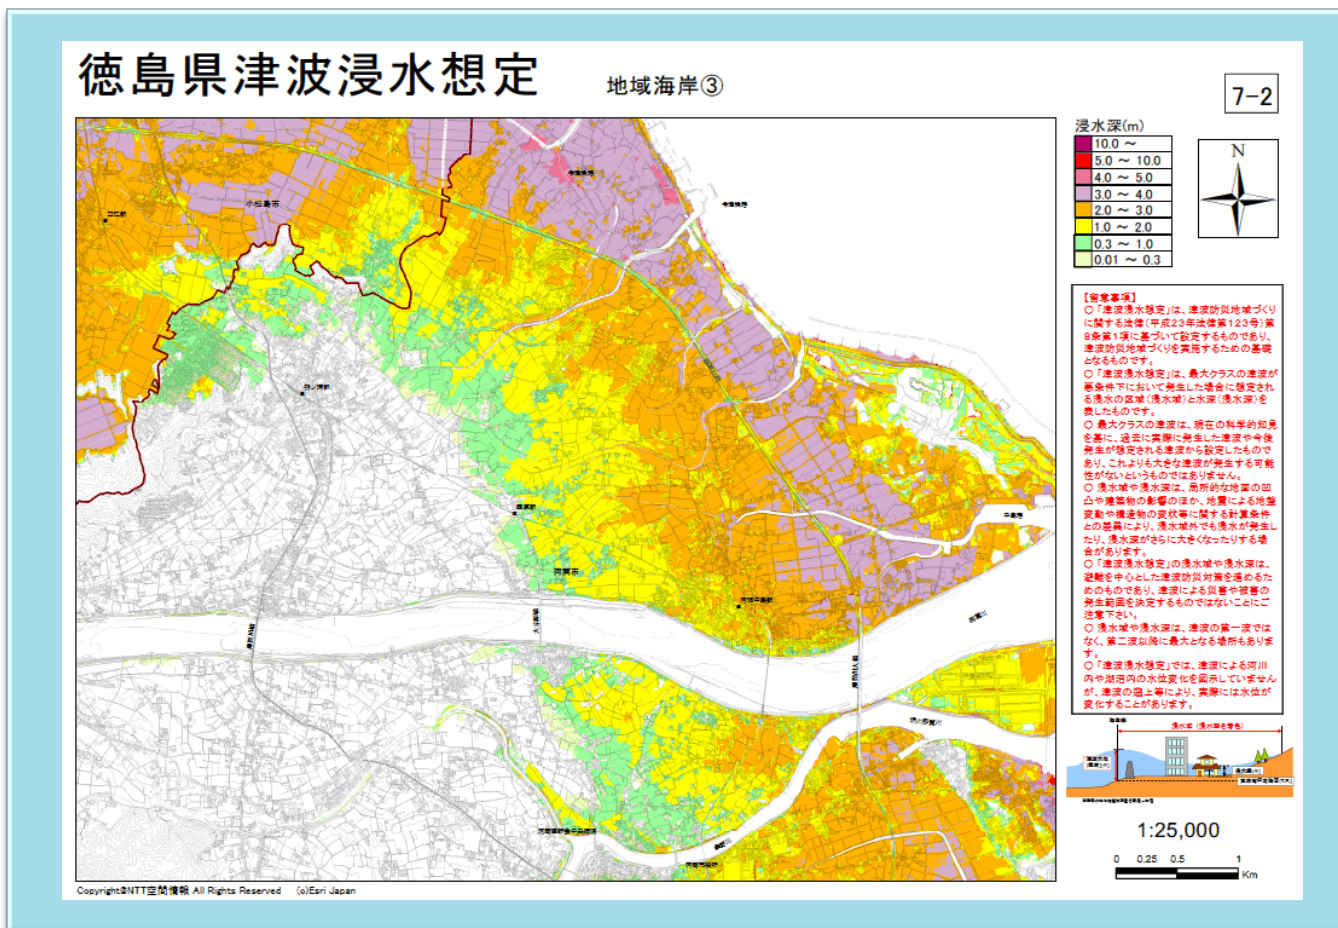 徳島県津波浸水想定
地域海岸③
7-2
浸水深(m)
10.0 ～
5.0 ～ 10.0
4.0 ～ 5.0
3.0 ～ 4.0
2.0 ～ 3.0
1.0 ～ 2.0
0.3 ～ 1.0
0.01 ～ 0.3
N
小松島市
阿南市
那賀川
【留意事項】
○「津波浸水想定」は、津波防災地域づくり
に関する法律(平成23年法律第123号)第
8条第1項に基づいて設定するものであり、
津波防災地域づくりを実施するための基礎
となるものです。
○「津波浸水想定」は、最大クラスの津波が
悪条件下において発生した場合に想定され
る浸水の区域(浸水域)と水深(浸水深)を
表したものです。
○ 最大クラスの津波は、現在の科学的知見
を基に、過去に実際に発生した津波や今後
発生が想定される津波から設定したもので
あり、これよりも大きな津波が発生する可能
性がないというものではありません。
○ 浸水域や浸水深は、局所的な地面の凹
凸や建築物の影響のほか、地震による地盤
変動や構造物の変状等に関する計算条件
との差異により、浸水域外でも浸水が発生し
たり、浸水深がさらに大きくなったりする場
合があります。
○「津波浸水想定」の浸水域や浸水深は、
避難を中心とした津波防災対策を進めるた
めのものであり、津波による災害や被害の
発生範囲を決定するものではないことにご
注意下さい。
○ 浸水域や浸水深は、津波の第一波では
なく、第二波以降に最大となる場所もありま
す。
○「津波浸水想定」では、津波による河川
内や湖沼内の水位変化を図示していません
が、津波の遡上等により、実際には水位が
変化することがあります。
浸水域（浸水深を着色）
1:25,000
0 0.25 0.5 1
Km
Copyright©NTT空間情報 All Rights Reserved (c)Esri Japan